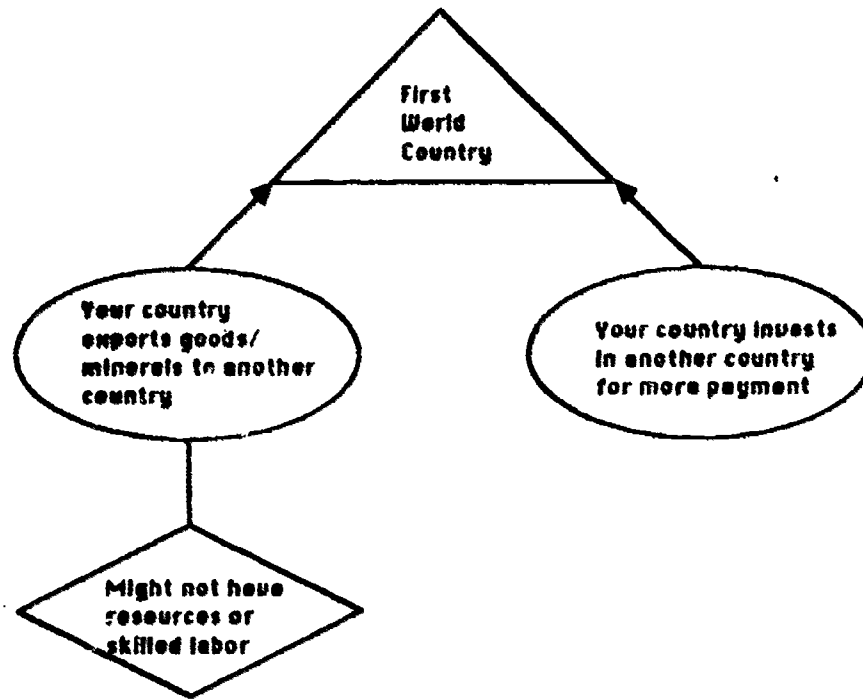 First
World
Country
Your country
exports goods/
minerals to another
country
Your country invests
in another country
for more payment
Might not have
resources or
skilled labor